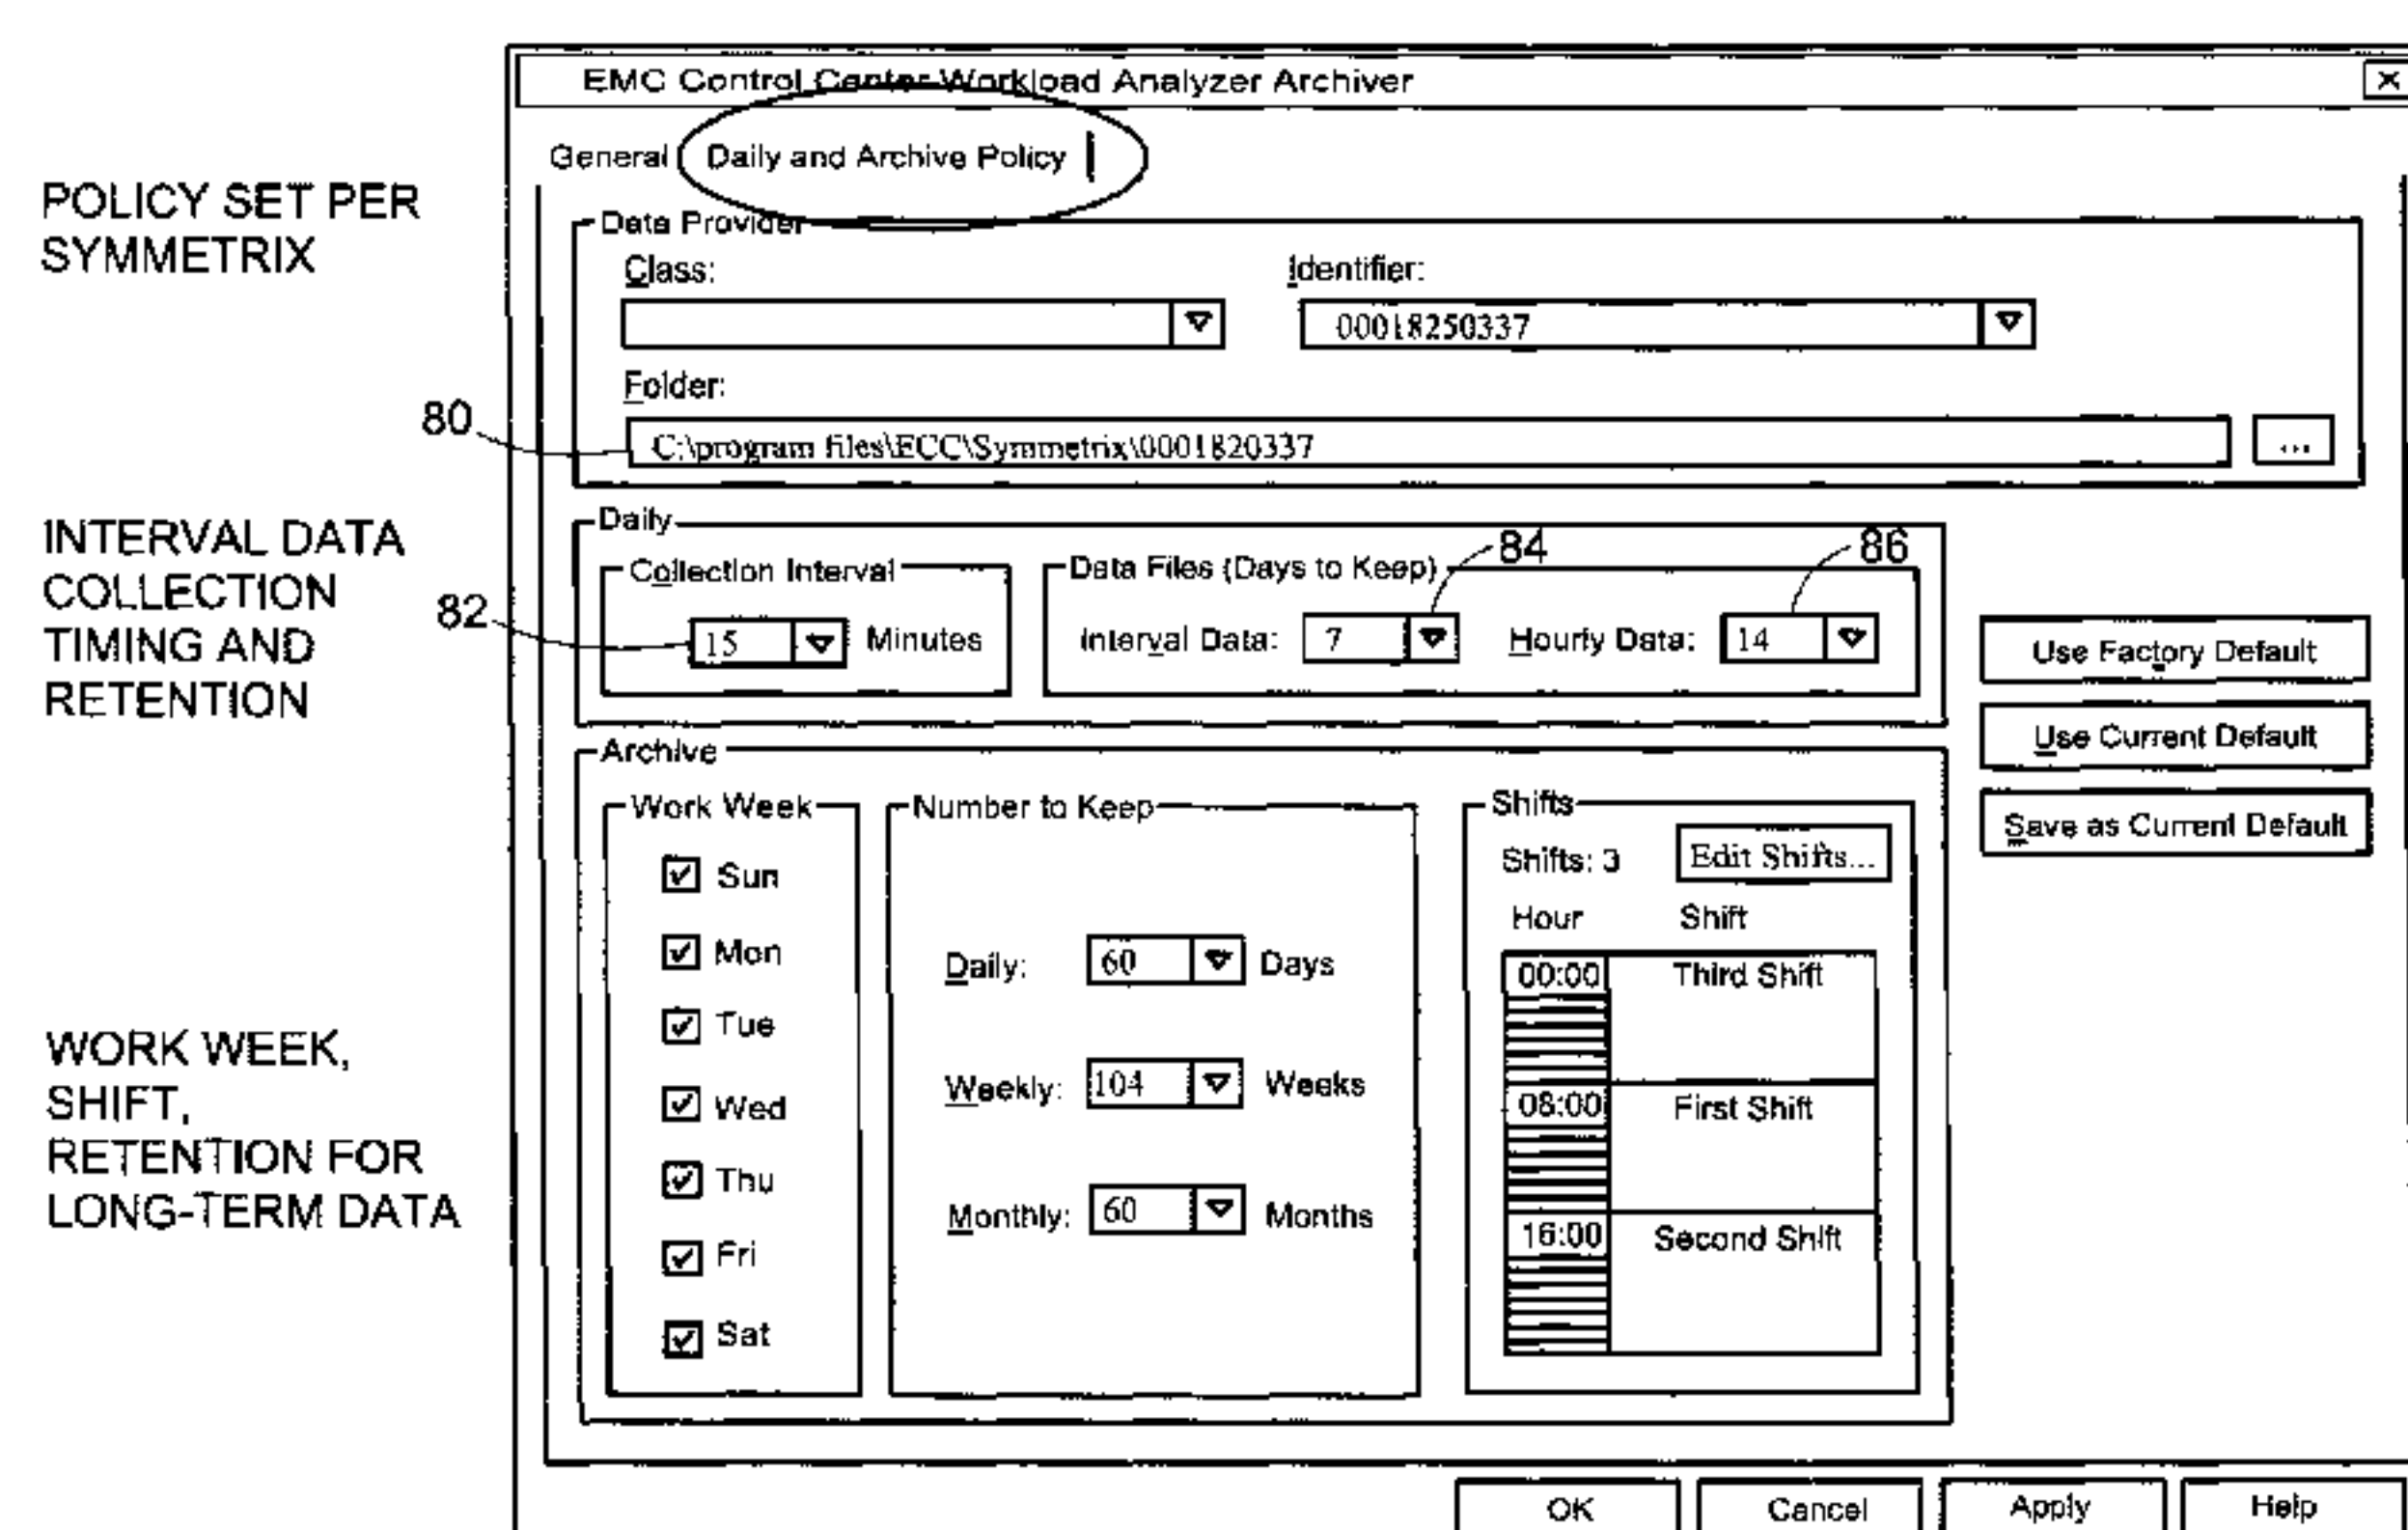 EMC Control Center Workload Analyzer Archiver
General Daily and Archive Policy
POLICY SET PER
SYMMETRIX
Data Provider
Class: Identifier:
00018250337
Folder:
80
C:\program files\ECC\Symmetrix\0001820337 ...
INTERVAL DATA
COLLECTION
TIMING AND
RETENTION
Daily
84 86
Collection Interval Data Files (Days to Keep)
82
15 Minutes Interval Data: 7 Hourly Data: 14
Use Factory Default
Use Current Default
Save as Current Default
Archive
Work Week Number to Keep Shifts
Shifts: 3 Edit Shifts...
Hour Shift
WORK WEEK,
SHIFT,
RETENTION FOR
LONG-TERM DATA
Sun
Mon
Tue
Wed
Thu
Fri
Sat
Daily: 60 Days
Weekly: 104 Weeks
Monthly: 60 Months
00:00 Third Shift
08:00 First Shift
16:00 Second Shift
OK Cancel Apply Help